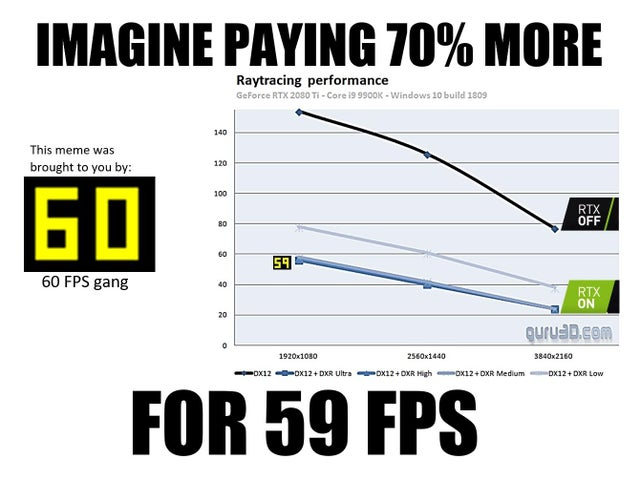 IMAGINE PAYING 70% MORE
Raytracing performance
GeForce RTX 2080 Ti - Core i9 9900K - Windows 10 build 1809
This meme was
brought to you by:
60
60 FPS gang
140
120
100
80
60
40
20
0
59
RTX
OFF
RTX
ON
guru3D.com
1920x1080 2560x1440 3840x2160
DX12 DX12 + DXR Ultra DX12 + DXR High DX12 + DXR Medium DX12 + DXR Low
FOR 59 FPS